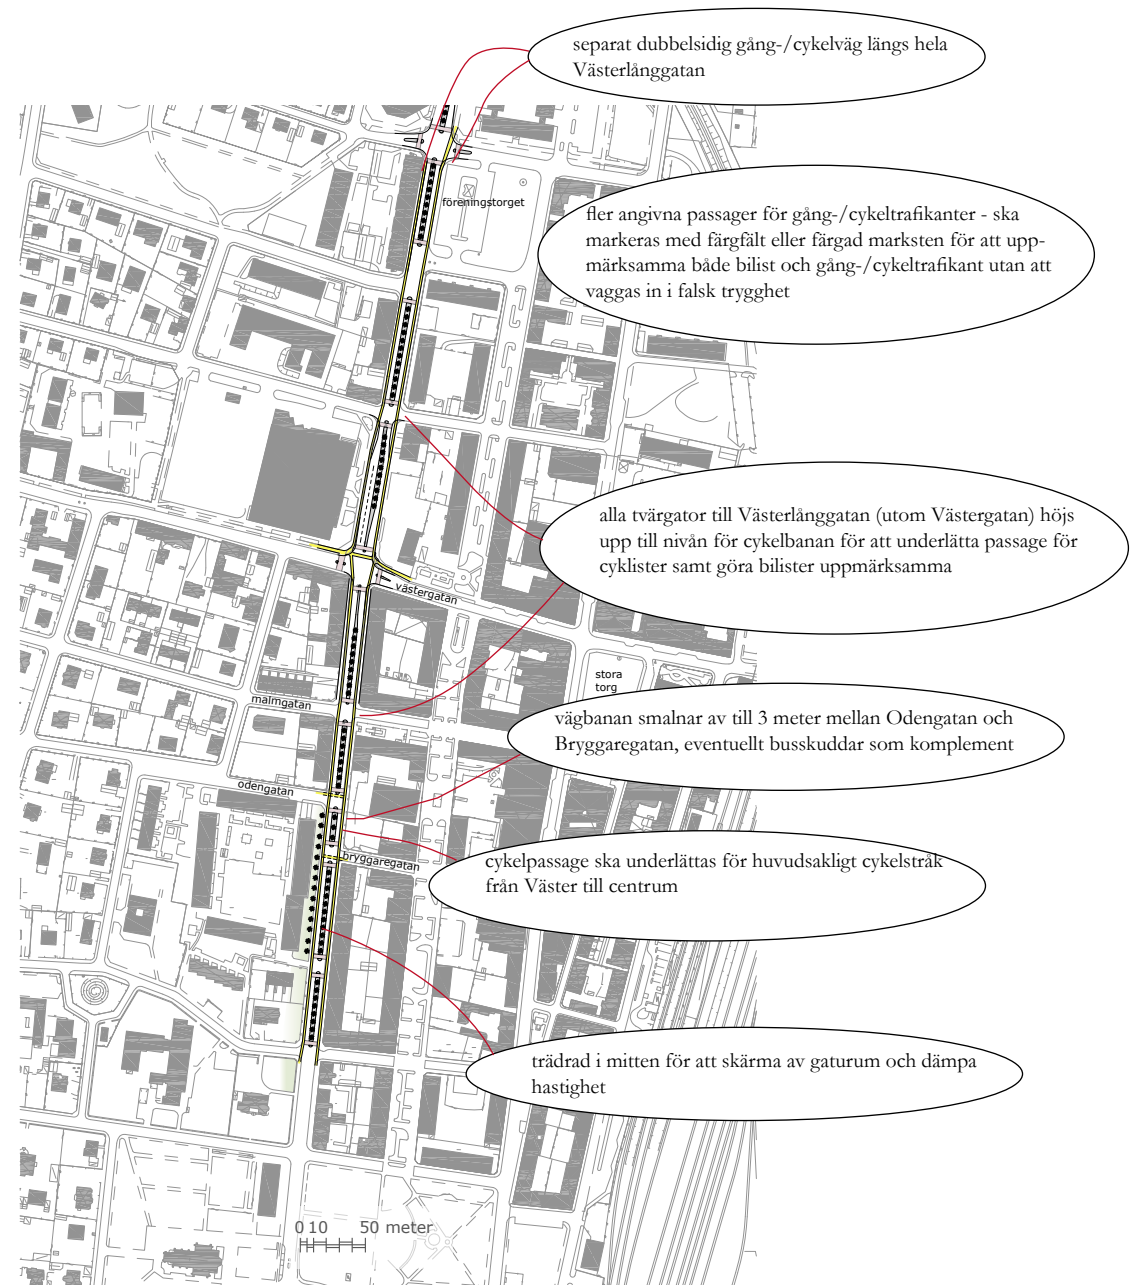 separat dubbelsidig gång-/cykelväg längs hela
Västerlånggatan
föreningstorget
fler angivna passager för gång-/cykeltrafikanter - ska
markeras med färgfält eller färgad marksten för att upp-
märksamma både bilist och gång-/cykeltrafikant utan att
vaggas in i falsk trygghet
alla tvärgator till Västerlånggatan (utom Västergatan) höjs
upp till nivån för cykelbanan för att underlätta passage för
cyklister samt göra bilister uppmärksamma
västergatan
stora
torg
malmgatan
vägbanan smalnar av till 3 meter mellan Odengatan och
Bryggaregatan, eventuellt busskuddar som komplement
odengatan
bryggaregatan
cykelpassage ska underlättas för huvudsakligt cykelstråk
från Väster till centrum
trädrad i mitten för att skärma av gaturum och dämpa
hastighet
0 10 50 meter